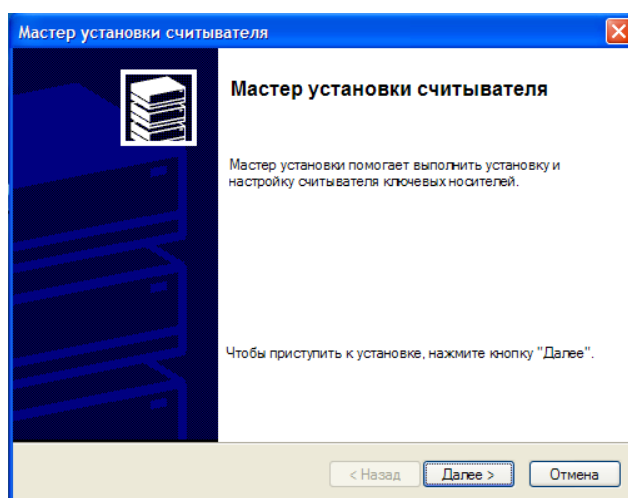 Мастер установки считывателя
Мастер установки считывателя
Мастер установки помогает выполнить установку и
настройку считывателя ключевых носителей.
Чтобы приступить к установке, нажмите кнопку "Далее".
< Назад
Далее >
Отмена